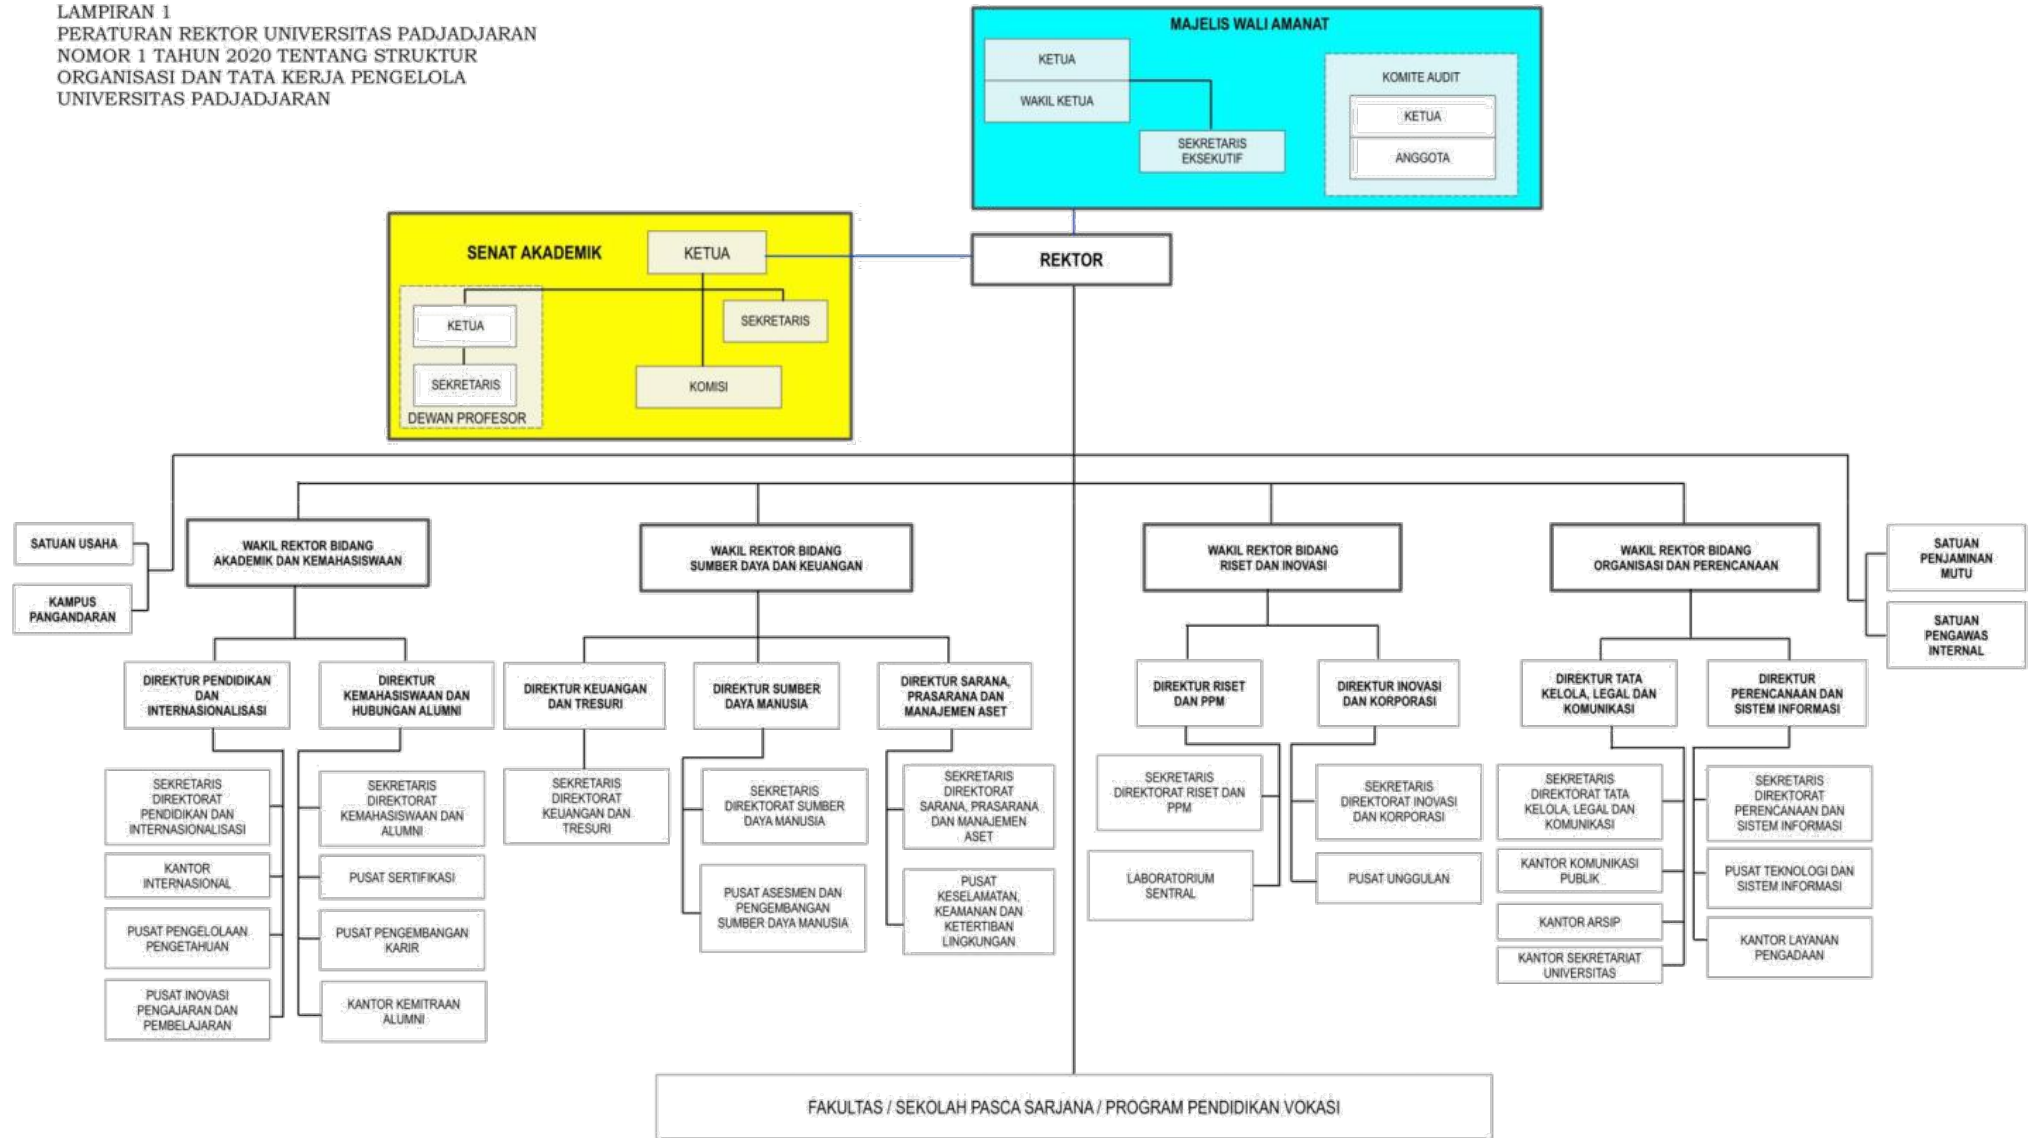 LAMPIRAN 1
PERATURAN REKTOR UNIVERSITAS PADJADJARAN
NOMOR 1 TAHUN 2020 TENTANG STRUKTUR
ORGANISASI DAN TATA KERJA PENGELOLA
UNIVERSITAS PADJADJARAN
MAJELIS WALI AMANAT
KETUA
WAKIL KETUA
SEKRETARIS
EKSEKUTIF
KOMITE AUDIT
KETUA
ANGGOTA
SENAT AKADEMIK
KETUA
KETUA
SEKRETARIS
DEWAN PROFESOR
SEKRETARIS
KOMISI
REKTOR
SATUAN USAHA
KAMPUS
PANGANDARAN
WAKIL REKTOR BIDANG
AKADEMIK DAN KEMAHASISWAAN
WAKIL REKTOR BIDANG
SUMBER DAYA DAN KEUANGAN
WAKIL REKTOR BIDANG
RISET DAN INOVASI
WAKIL REKTOR BIDANG
ORGANISASI DAN PERENCANAAN
SATUAN
PENJAMINAN
MUTU
SATUAN
PENGAWAS
INTERNAL
DIREKTUR PENDIDIKAN
DAN
INTERNASIONALISASI
DIREKTUR
KEMAHASISWAAN DAN
HUBUNGAN ALUMNI
DIREKTUR KEUANGAN
DAN TRESURI
DIREKTUR SUMBER
DAYA MANUSIA
DIREKTUR SARANA,
PRASARANA DAN
MANAJEMEN ASET
DIREKTUR RISET
DAN PPM
DIREKTUR INOVASI
DAN KORPORASI
DIREKTUR TATA
KELOLA, LEGAL DAN
KOMUNIKASI
DIREKTUR
PERENCANAAN DAN
SISTEM INFORMASI
SEKRETARIS
DIREKTORAT
PENDIDIKAN DAN
INTERNASIONALISASI
KANTOR
INTERNASIONAL
PUSAT PENGELOLAAN
PENGETAHUAN
PUSAT INOVASI
PENGAJARAN DAN
PEMBELAJARAN
SEKRETARIS
DIREKTORAT
KEMAHASISWAAN DAN
ALUMNI
PUSAT SERTIFIKASI
PUSAT PENGEMBANGAN
KARIR
KANTOR KEMITRAAN
ALUMNI
SEKRETARIS
DIREKTORAT
KEUANGAN DAN
TRESURI
SEKRETARIS
DIREKTORAT SUMBER
DAYA MANUSIA
PUSAT ASESMEN DAN
PENGEMBANGAN
SUMBER DAYA MANUSIA
SEKRETARIS
DIREKTORAT
SARANA, PRASARANA
DAN MANAJEMEN
ASET
PUSAT
KESELAMATAN,
KEAMANAN DAN
KETERTIBAN
LINGKUNGAN
SEKRETARIS
DIREKTORAT RISET DAN
PPM
LABORATORIUM
SENTRAL
SEKRETARIS
DIREKTORAT INOVASI
DAN KORPORASI
PUSAT UNGGULAN
SEKRETARIS
DIREKTORAT TATA
KELOLA, LEGAL DAN
KOMUNIKASI
KANTOR KOMUNIKASI
PUBLIK
KANTOR ARSIP
KANTOR SEKRETARIAT
UNIVERSITAS
SEKRETARIS
DIREKTORAT
PERENCANAAN DAN
SISTEM INFORMASI
PUSAT TEKNOLOGI DAN
SISTEM INFORMASI
KANTOR LAYANAN
PENGADAAN
FAKULTAS / SEKOLAH PASCA SARJANA / PROGRAM PENDIDIKAN VOKASI